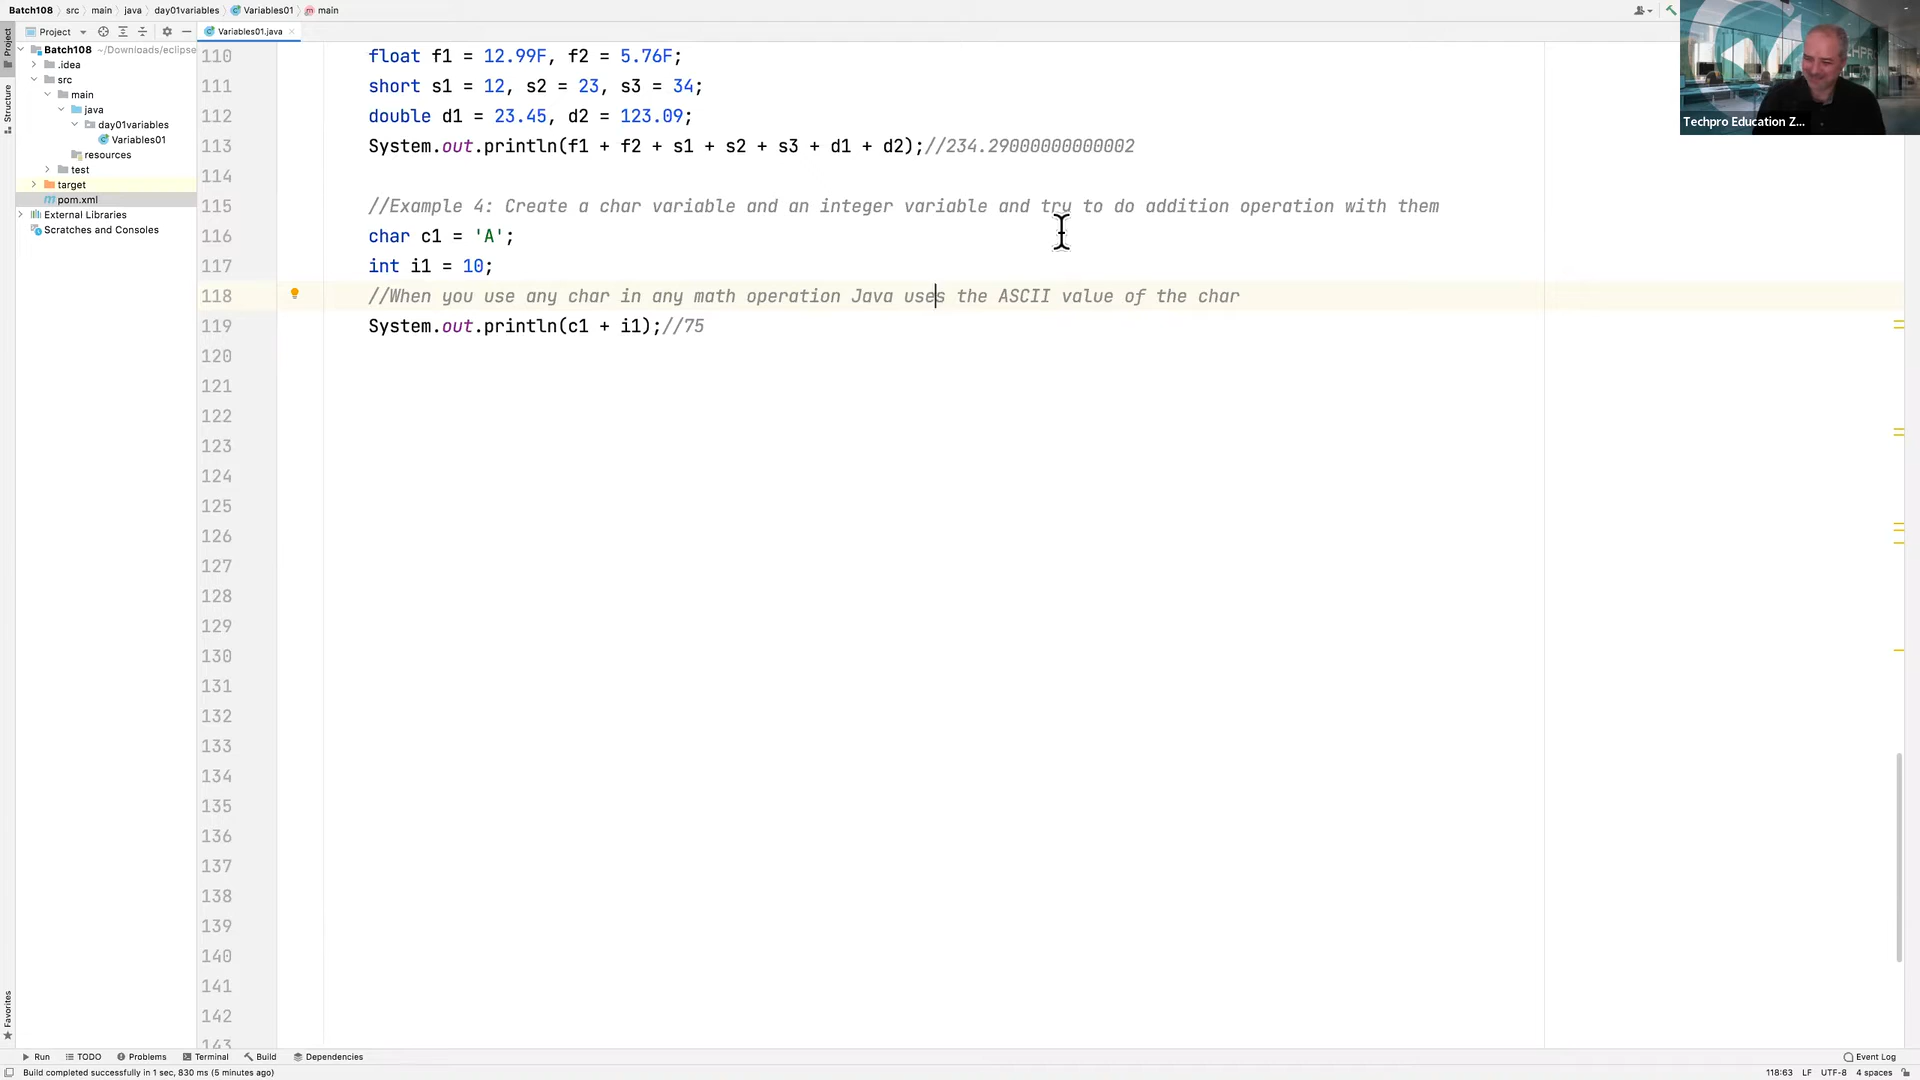 Batch108 src main java day01variables Variables01 main
Project
Variables01.java
Project
Structure
Favorites
Batch108 ~/Downloads/eclipse
.idea
src
main
java
day01variables
Variables01
resources
test
target
pom.xml
External Libraries
Scratches and Consoles
110 float f1 = 12.99F, f2 = 5.76F;
111 short s1 = 12, s2 = 23, s3 = 34;
112 double d1 = 23.45, d2 = 123.09;
113 System.out.println(f1 + f2 + s1 + s2 + s3 + d1 + d2);//234.29000000000002
114
115 //Example 4: Create a char variable and an integer variable and try to do addition operation with them
116 char c1 = 'A';
117 int i1 = 10;
118 //When you use any char in any math operation Java uses the ASCII value of the char
119 System.out.println(c1 + i1);//75
120
121
122
123
124
125
126
127
128
129
130
131
132
133
134
135
136
137
138
139
140
141
142
143
Techpro Education Z...
Run TODO Problems Terminal Build Dependencies
Event Log
Build completed successfully in 1 sec, 830 ms (5 minutes ago)
118:63 LF UTF-8 4 spaces